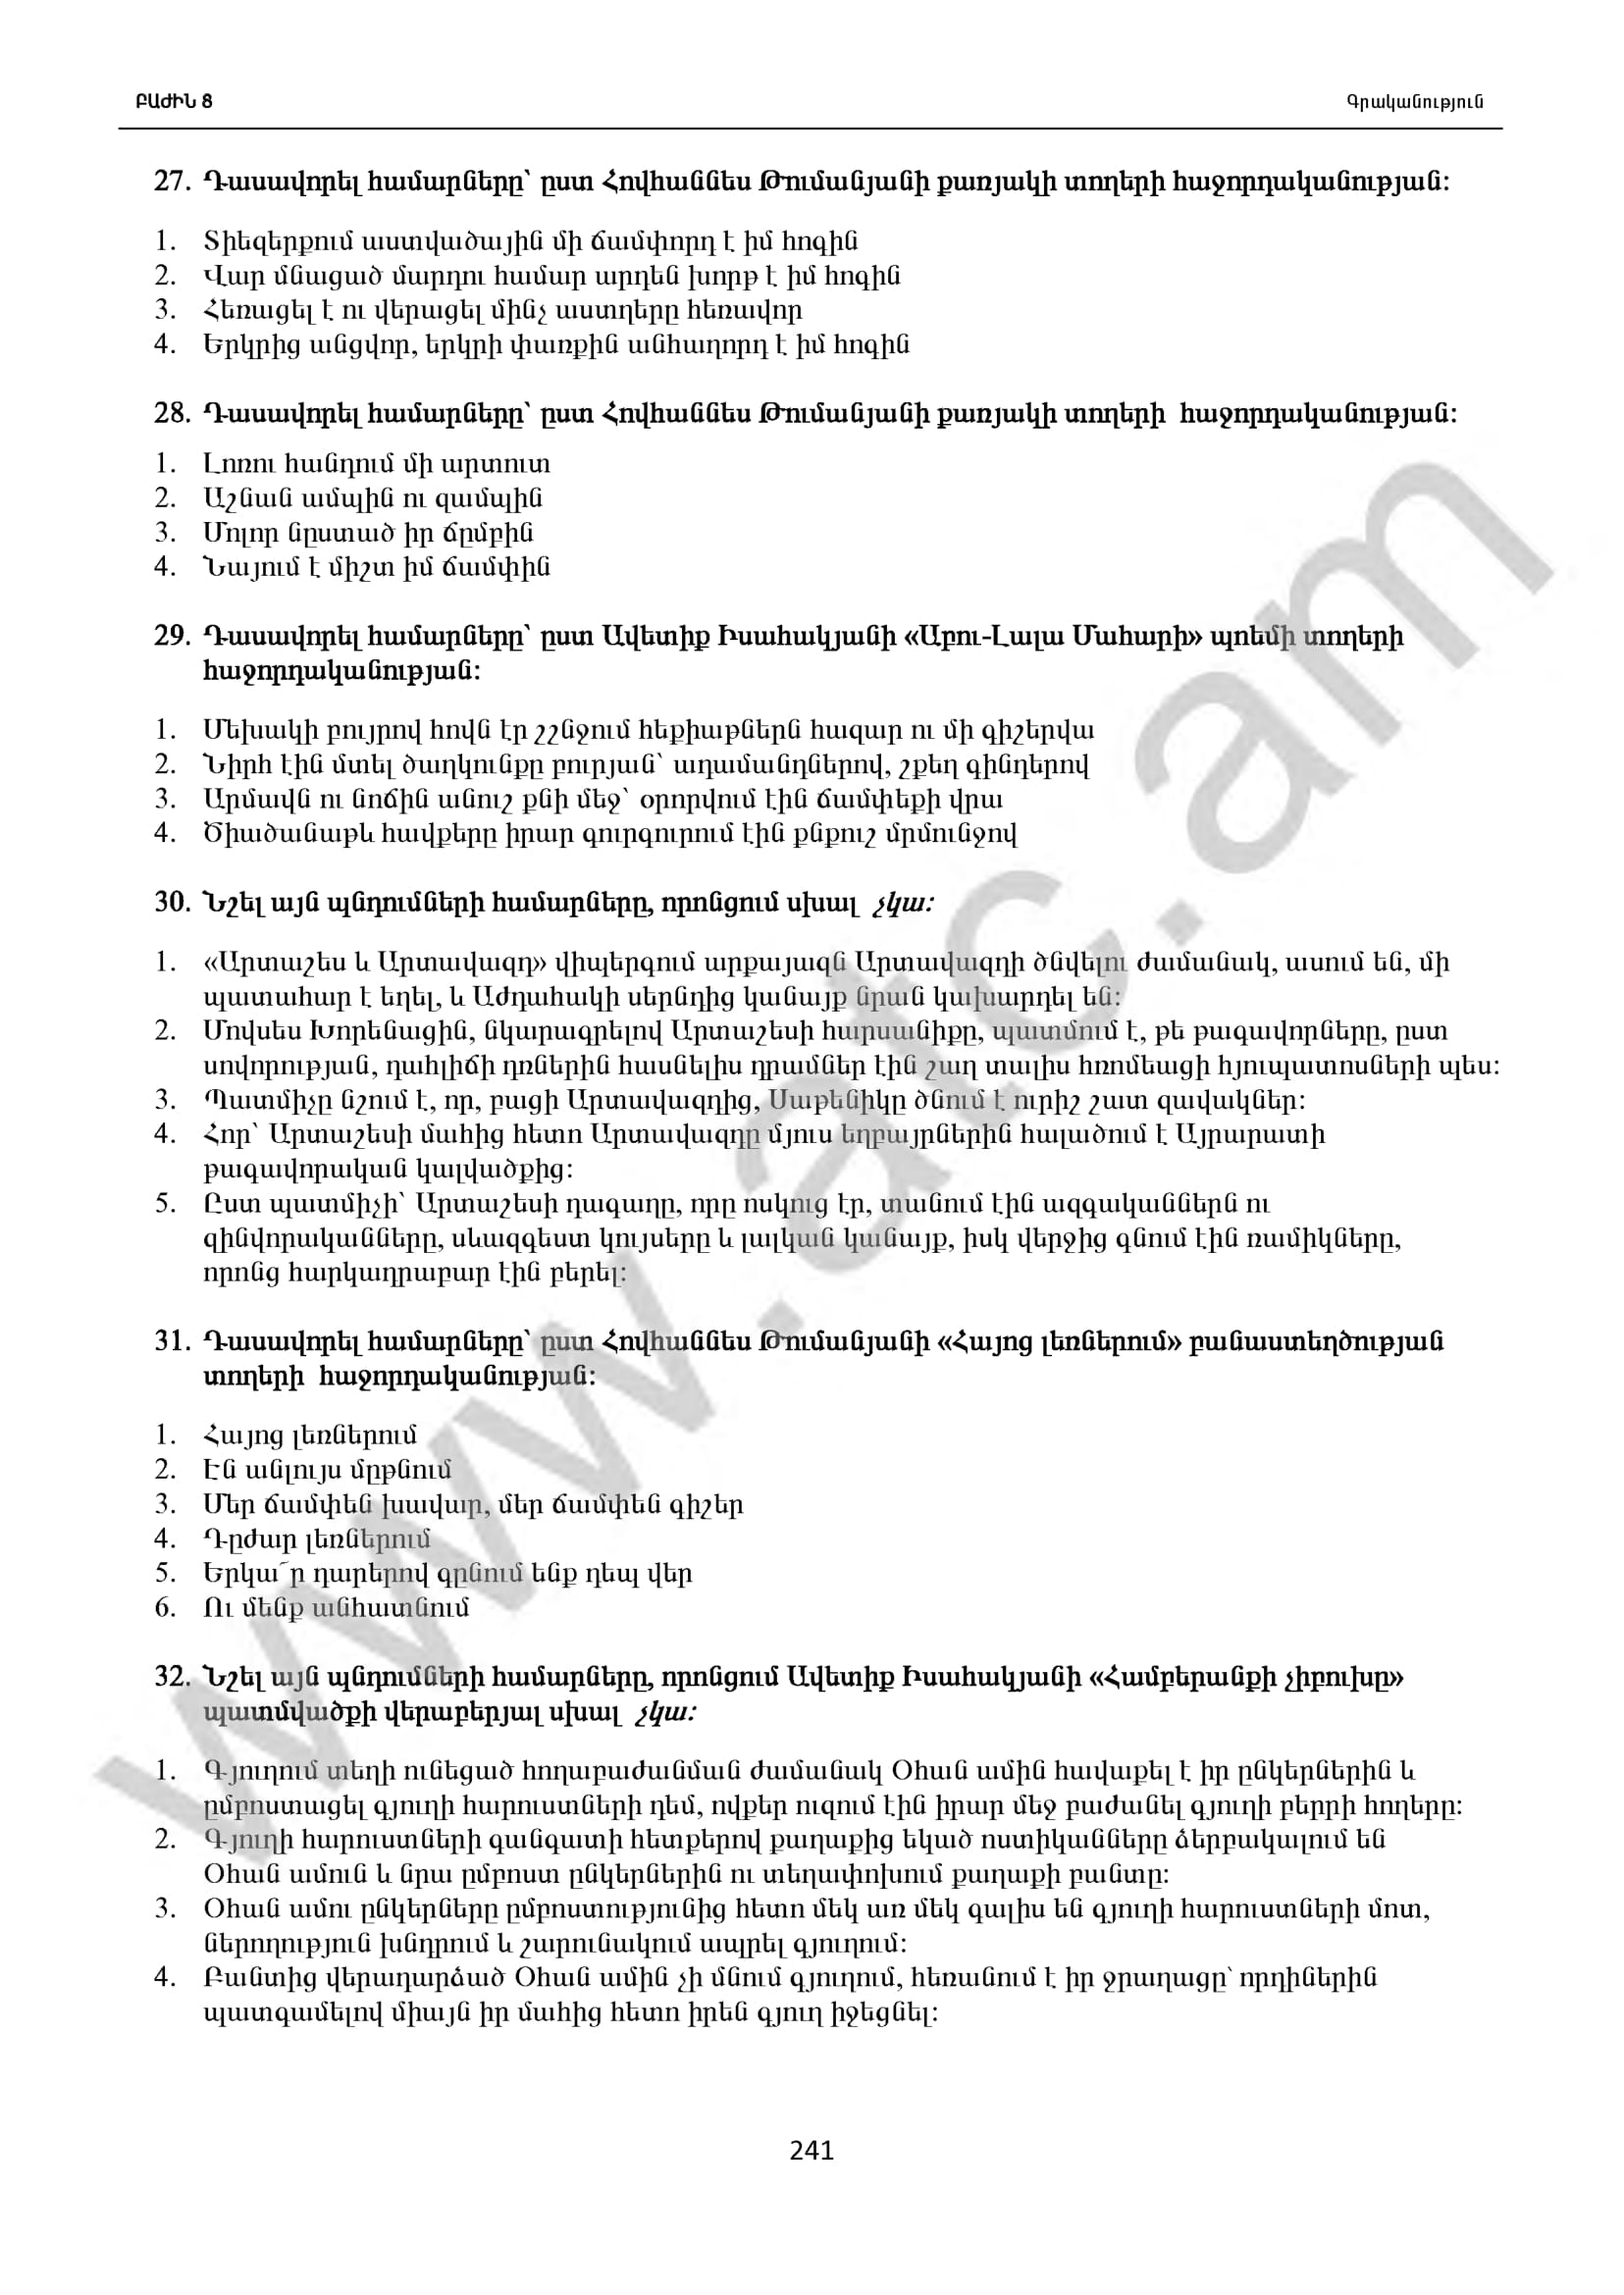 ԲԱԺԻՆ 8
Գրականություն
27. Դասավորել համարները՝ ըստ Հովհաննես Թումանյանի քառյակի տողերի հաջորդականության:
1. Տիեզերքում աստվածային մի ճամփորդ է իմ հոգին
2. Վար մնացած մարդու համար արդեն խորթ է իմ հոգին
3. Հեռացել է ու վերացել մինչ աստղերը հեռավոր
4. Երկրից անցվոր, երկրի փառքին անհաղորդ է իմ հոգին
28. Դասավորել համարները՝ ըստ Հովհաննես Թումանյանի քառյակի տողերի հաջորդականության:
1. Լոռու հանդում մի արտուտ
2. Աշնան ամպին ու զամպին
3. Մոլոր նըստած իր ճըմբին
4. Նայում է միշտ իմ ճամփին
29. Դասավորել համարները՝ ըստ Ավետիք Իսահակյանի «Աբու-Լալա Մահարի» պոեմի տողերի
հաջորդականության:
1. Մեխակի բույրով հովն էր շշնջում հեքիաթներն հազար ու մի գիշերվա
2. Նիրհ էին մտել ծաղկունքը բուրյան՝ ադամանդներով, շքեղ գինդերով
3. Արմավն ու նոճին անուշ քնի մեջ՝ օրորվում էին ճամփեքի վրա
4. Ծիածանաթև հավքերը իրար գուրգուրում էին քնքուշ մրմունջով
30. Նշել այն պնդումների համարները, որոնցում սխալ չկա:
1. «Արտաշես և Արտավազդ» վիպերգում արքայազն Արտավազդի ծնվելու ժամանակ, ասում են, մի
պատահար է եղել, և Աժդահակի սերնդից կանայք նրան կախարդել են:
2. Մովսես Խորենացին, նկարագրելով Արտաշեսի հարսանիքը, պատմում է, թե թագավորները, ըստ
սովորության, դահլիճի դռներին հասնելիս դրամներ էին շաղ տալիս հռոմեացի հյուպատոսների պես:
3. Պատմիչը նշում է, որ, բացի Արտավազդից, Սաթենիկը ծնում է ուրիշ շատ զավակներ:
4. Հոր՝ Արտաշեսի մահից հետո Արտավազդը մյուս եղբայրներին հալածում է Այրարատի
թագավորական կալվածքից:
5. Ըստ պատմիչի՝ Արտաշեսի դագաղը, որը ոսկուց էր, տանում էին ազգականներն ու
զինվորականները, սևազգեստ կույսերը և լալկան կանայք, իսկ վերջից գնում էին ռամիկները,
որոնց հարկադրաբար էին բերել:
31. Դասավորել համարները՝ ըստ Հովհաննես Թումանյանի «Հայոց լեռներում» բանաստեղծության
տողերի հաջորդականության:
1. Հայոց լեռներում
2. Էն անլույս մըթնում
3. Մեր ճամփեն խավար, մեր ճամփեն գիշեր
4. Դըժար լեռներում
5. Երկա՜ր դարերով գընում ենք դեպ վեր
6. Ու մենք անհատնում
32. Նշել այն պնդումների համարները, որոնցում Ավետիք Իսահակյանի «Համբերանքի չիբուխը»
պատմվածքի վերաբերյալ սխալ չկա:
1. Գյուղում տեղի ունեցած հողաբաժանման ժամանակ Օհան ամին հավաքել է իր ընկերներին և
ըմբոստացել գյուղի հարուստների դեմ, ովքեր ուզում էին իրար մեջ բաժանել գյուղի բերրի հողերը:
2. Գյուղի հարուստների գանգատի հետքերով քաղաքից եկած ոստիկանները ձերբակալում են
Օհան ամուն և նրա ըմբոստ ընկերներին ու տեղափոխում քաղաքի բանտը:
3. Օհան ամու ընկերները ըմբոստությունից հետո մեկ առ մեկ գալիս են գյուղի հարուստների մոտ,
ներողություն խնդրում և շարունակում ապրել գյուղում:
4. Բանտից վերադարձած Օհան ամին չի մնում գյուղում, հեռանում է իր ջրաղացը՝ որդիներին
պատգամելով միայն իր մահից հետո իրեն գյուղ իջեցնել:
241
www.atc.am